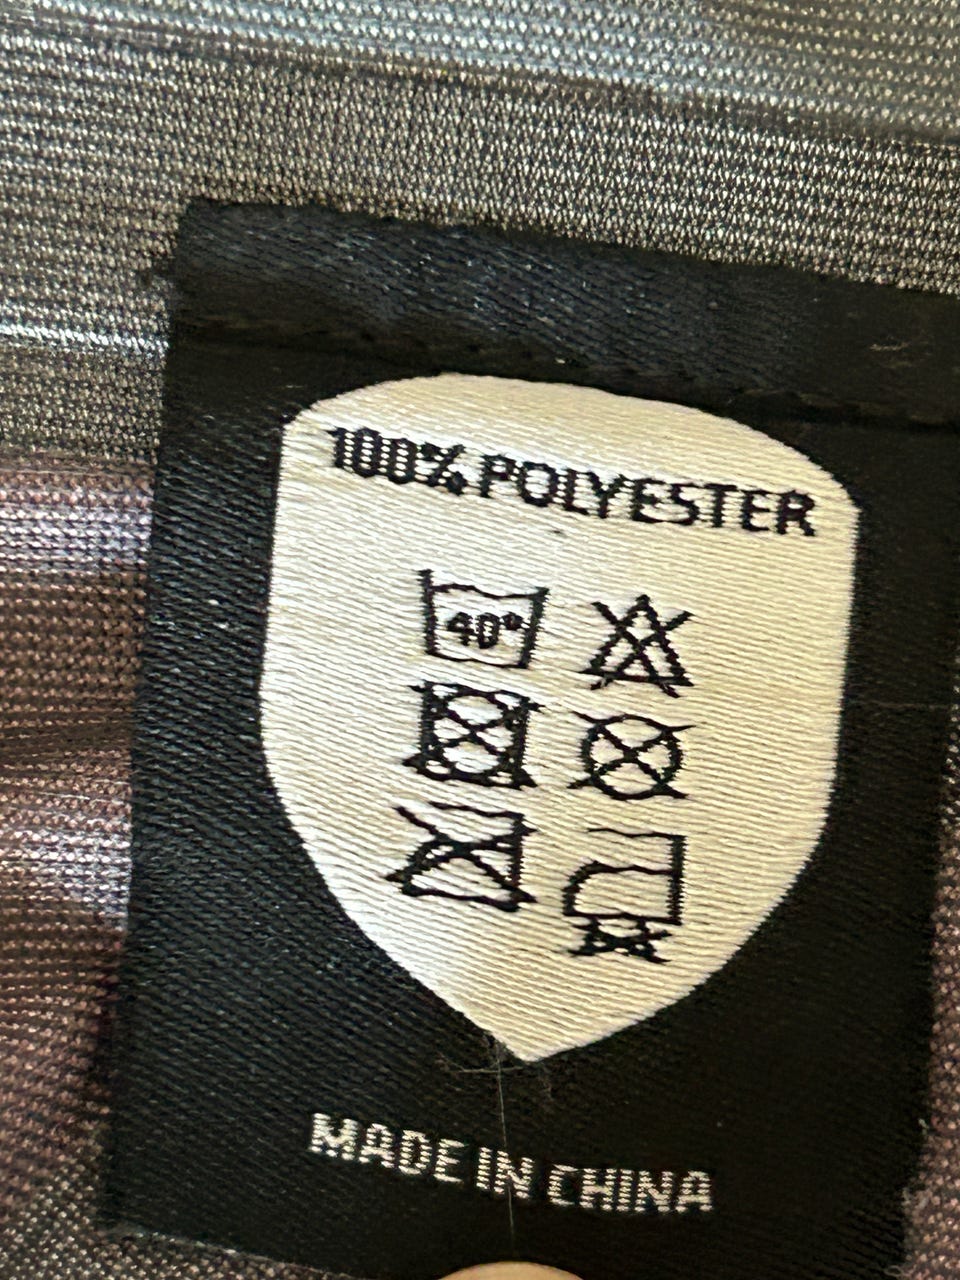 100% POLYESTER
40°
MADE IN CHINA